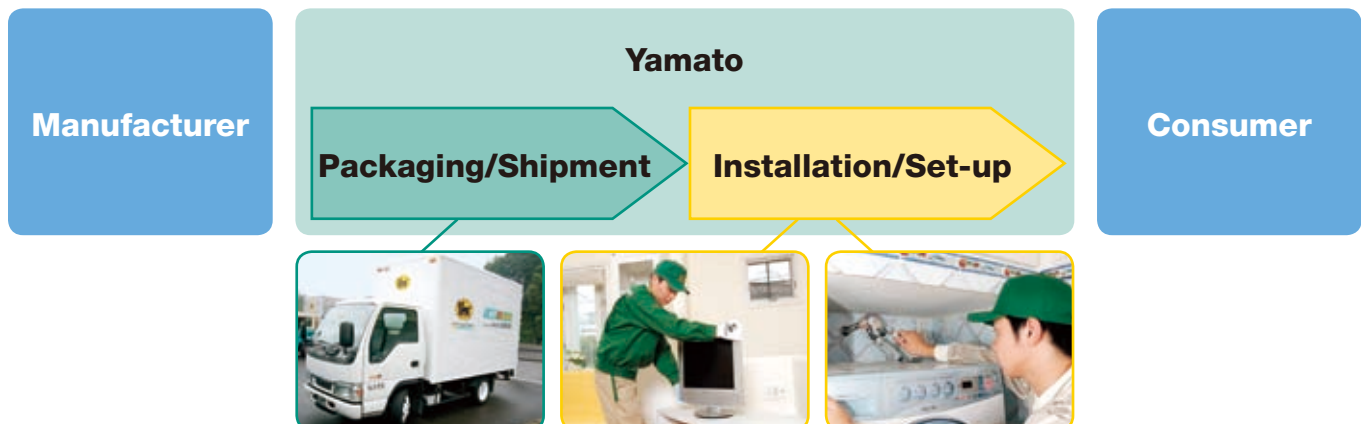 Yamato
Manufacturer
Packaging/Shipment
Installation/Set-up
Consumer